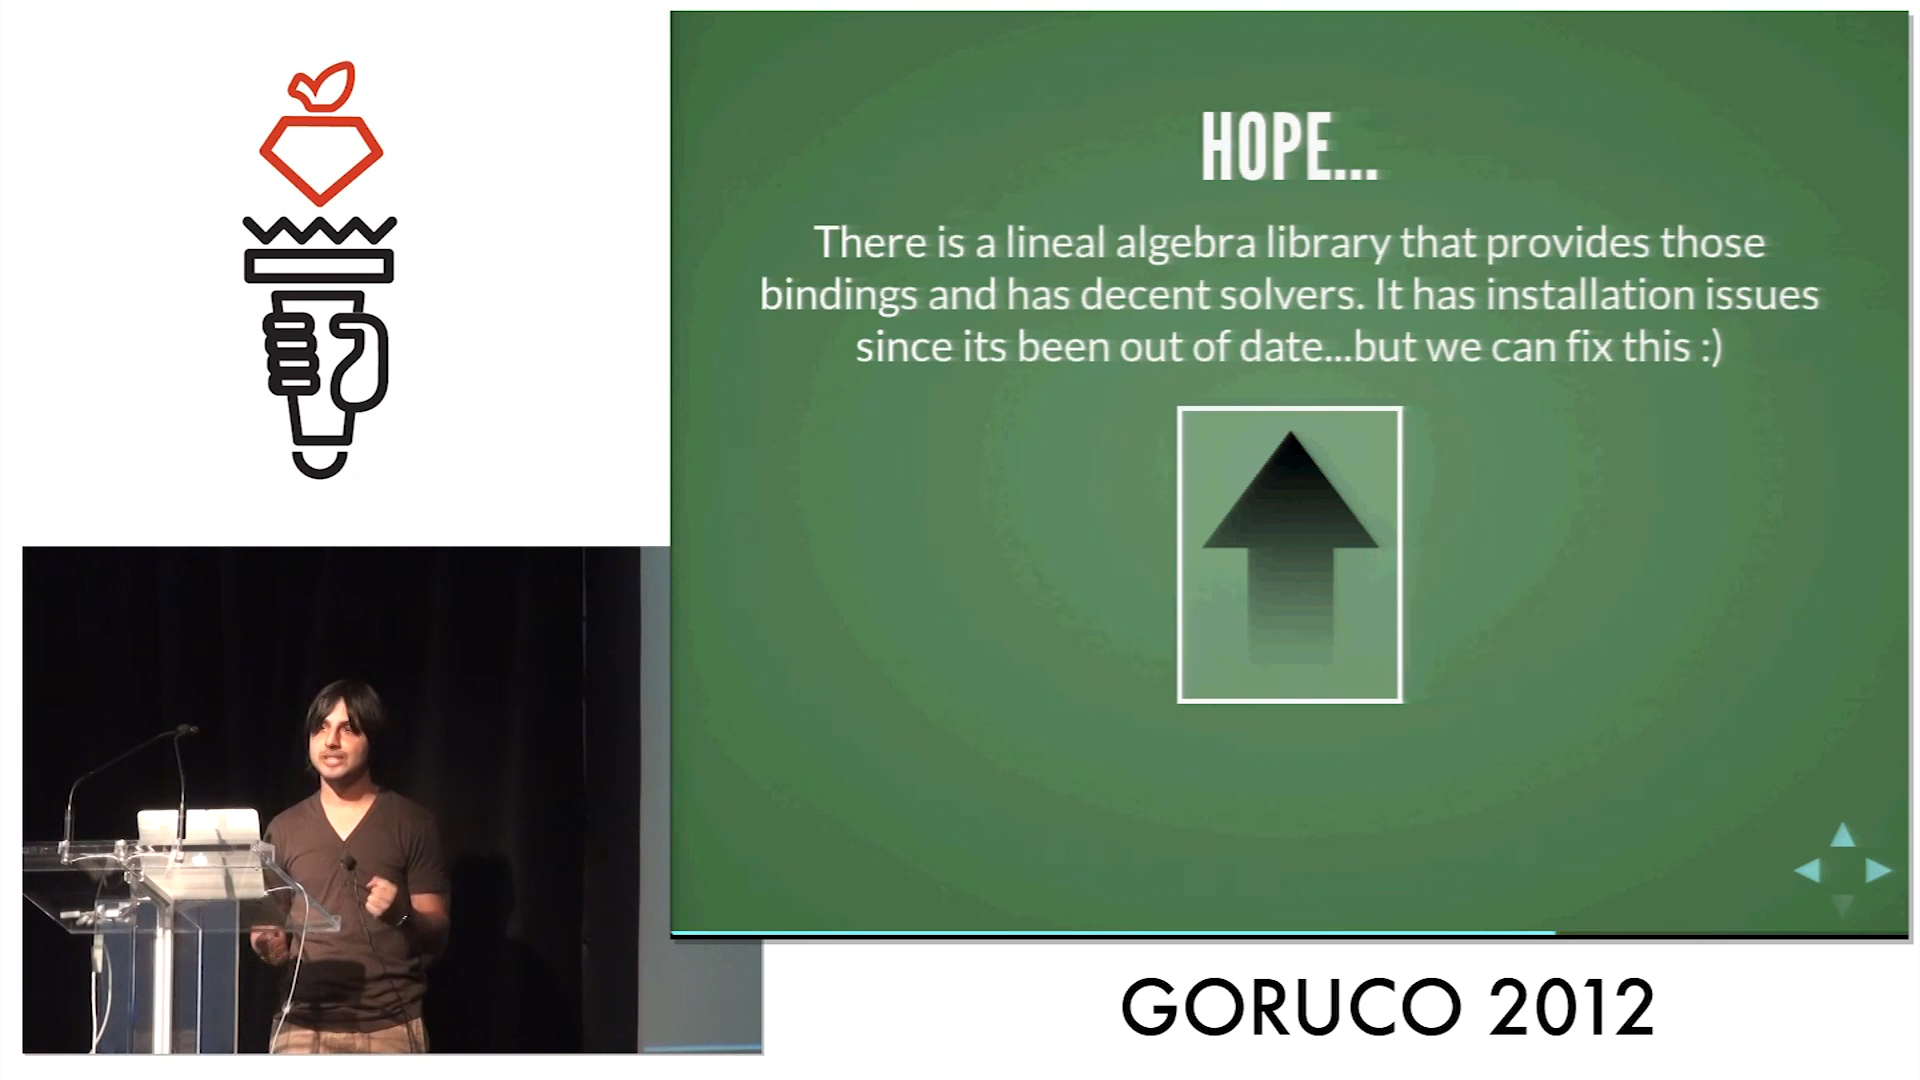 HOPE...
There is a lineal algebra library that provides those
bindings and has decent solvers. It has installation issues
since its been out of date...but we can fix this :)
GORUCO 2012